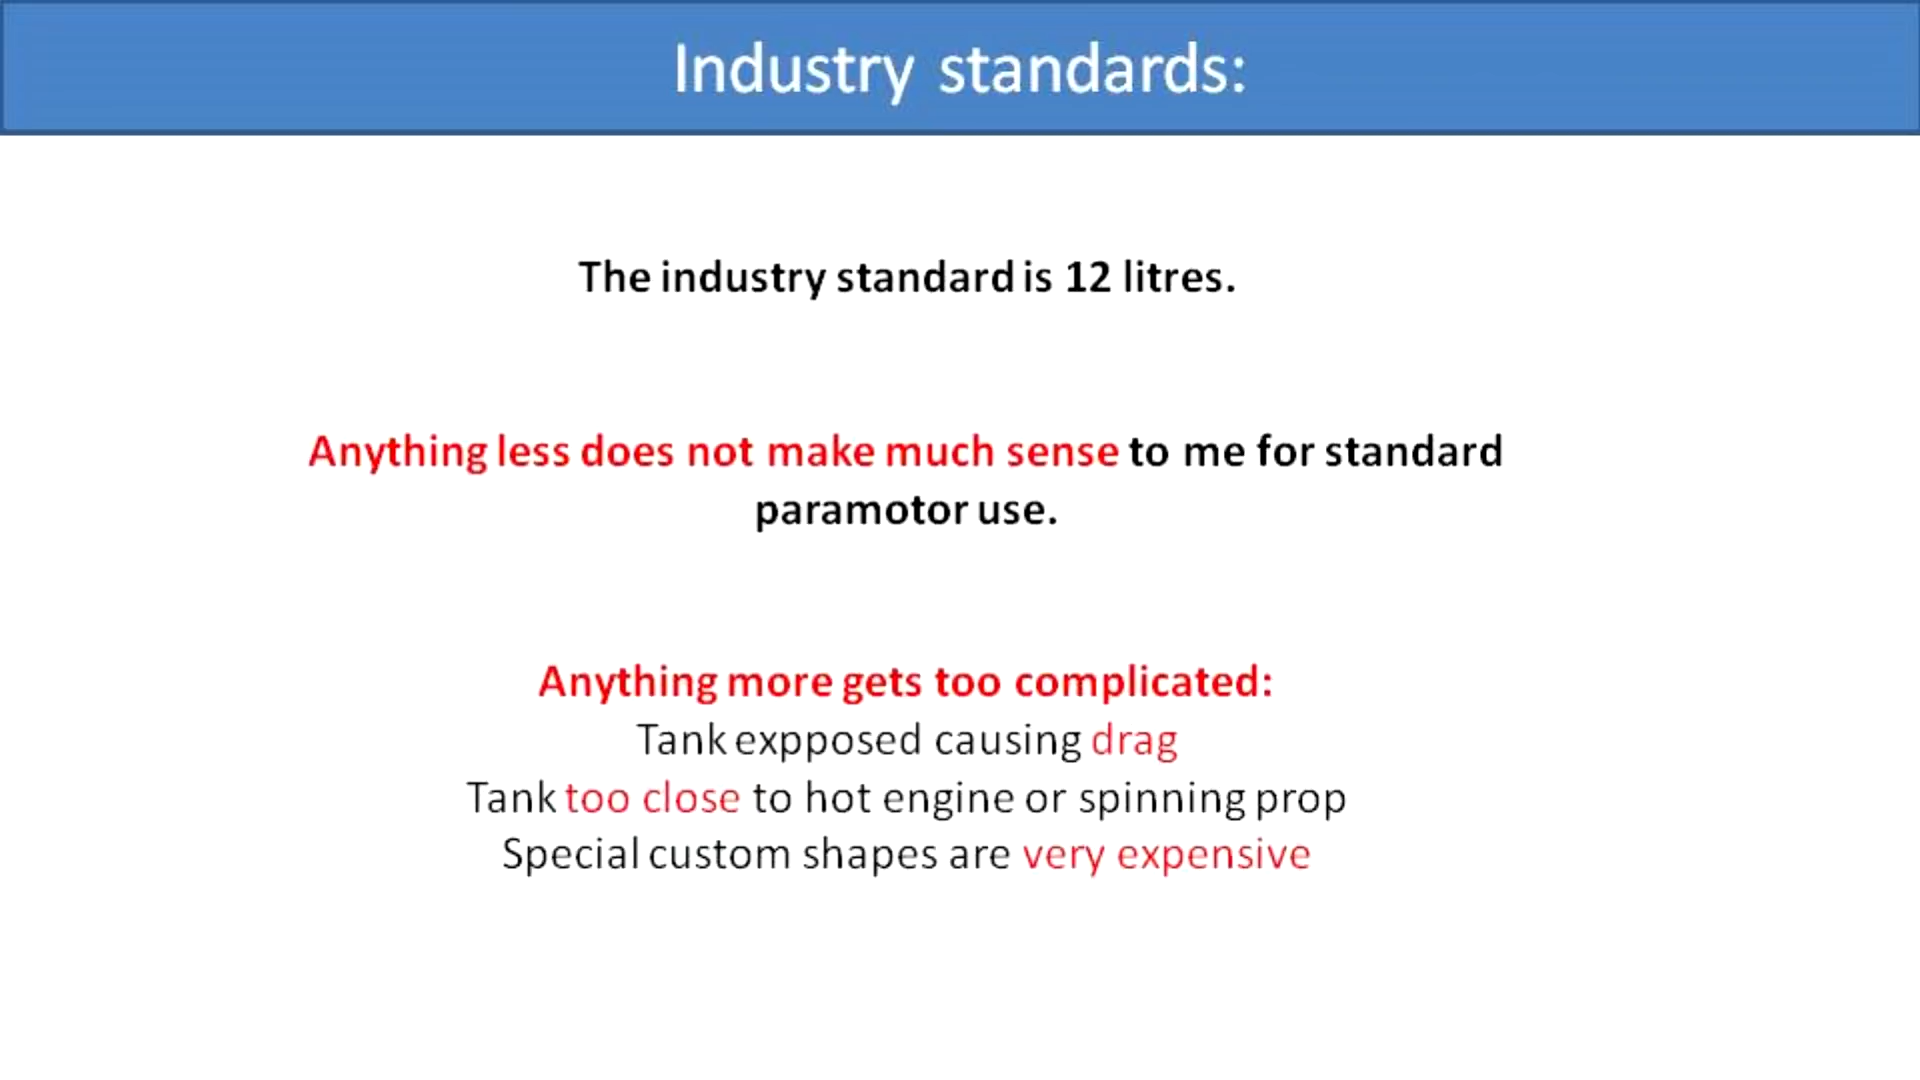 Industry standards:
The industry standard is 12 litres.
Anything less does not make much sense to me for standard
paramotor use.
Anything more gets too complicated:
Tank expposed causing drag
Tank too close to hot engine or spinning prop
Special custom shapes are very expensive